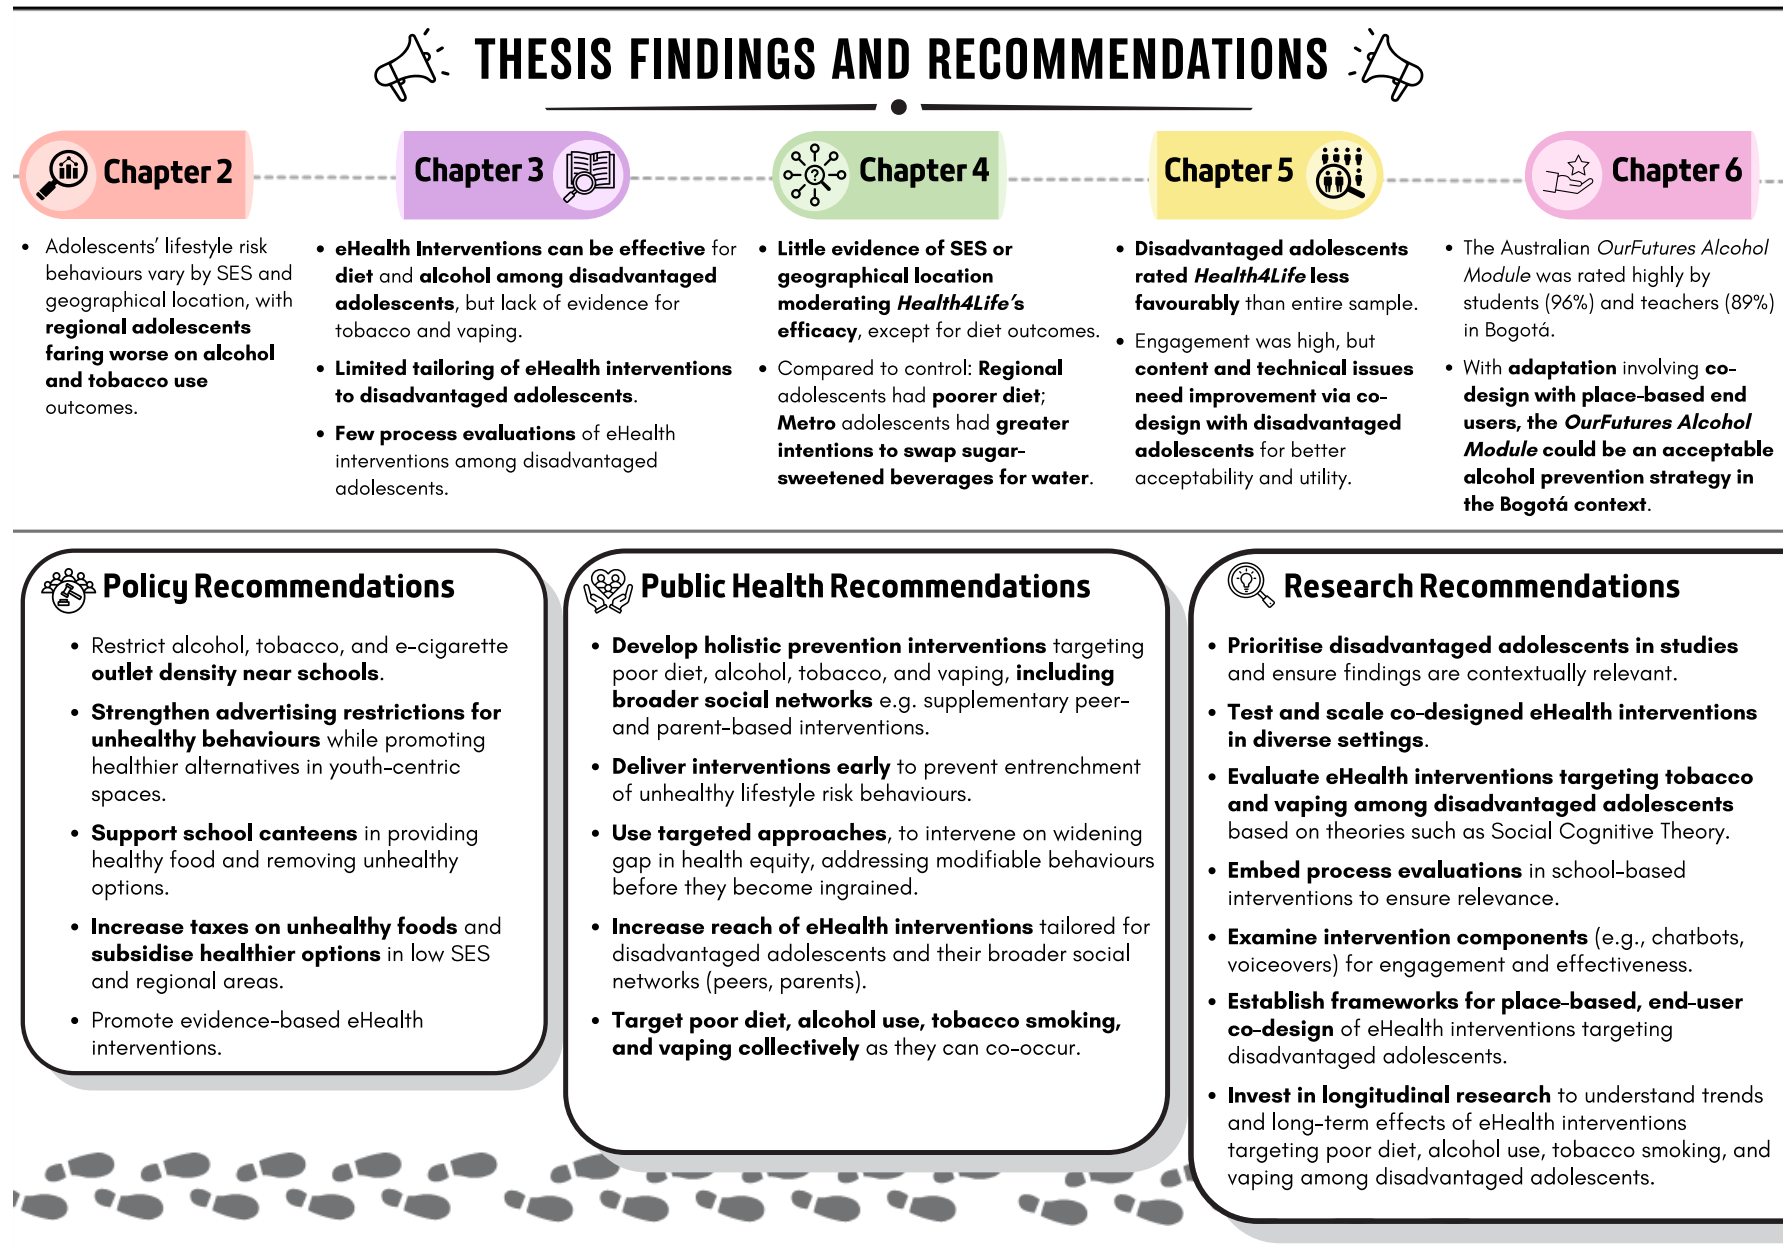 THESIS FINDINGS AND RECOMMENDATIONS
Chapter 2
• Adolescents' lifestyle risk
behaviours vary by SES and
geographical location, with
regional adolescents
faring worse on alcohol
and tobacco use
outcomes.
Chapter 3
• eHealth Interventions can be effective for
diet and alcohol among disadvantaged
adolescents, but lack of evidence for
tobacco and vaping.
• Limited tailoring of eHealth interventions
to disadvantaged adolescents.
• Few process evaluations of eHealth
interventions among disadvantaged
adolescents.
Chapter 4
• Little evidence of SES or
geographical location
moderating Health4Life's
efficacy, except for diet outcomes.
• Compared to control: Regional
adolescents had poorer diet;
Metro adolescents had greater
intentions to swap sugar-
sweetened beverages for water.
Chapter 5
• Disadvantaged adolescents
rated Health4Life less
favourably than entire sample.
• Engagement was high, but
content and technical issues
need improvement via co-
design with disadvantaged
adolescents for better
acceptability and utility.
Chapter 6
• The Australian OurFutures Alcohol
Module was rated highly by
students (96%) and teachers (89%)
in Bogotá.
• With adaptation involving co-
design with place-based end
users, the OurFutures Alcohol
Module could be an acceptable
alcohol prevention strategy in
the Bogotá context.
Policy Recommendations
• Restrict alcohol, tobacco, and e-cigarette
outlet density near schools.
• Strengthen advertising restrictions for
unhealthy behaviours while promoting
healthier alternatives in youth-centric
spaces.
• Support school canteens in providing
healthy food and removing unhealthy
options.
• Increase taxes on unhealthy foods and
subsidise healthier options in low SES
and regional areas.
• Promote evidence-based eHealth
interventions.
Public Health Recommendations
• Develop holistic prevention interventions targeting
poor diet, alcohol, tobacco, and vaping, including
broader social networks e.g. supplementary peer-
and parent-based interventions.
• Deliver interventions early to prevent entrenchment
of unhealthy lifestyle risk behaviours.
• Use targeted approaches, to intervene on widening
gap in health equity, addressing modifiable behaviours
before they become ingrained.
• Increase reach of eHealth interventions tailored for
disadvantaged adolescents and their broader social
networks (peers, parents).
• Target poor diet, alcohol use, tobacco smoking,
and vaping collectively as they can co-occur.
Research Recommendations
• Prioritise disadvantaged adolescents in studies
and ensure findings are contextually relevant.
• Test and scale co-designed eHealth interventions
in diverse settings.
• Evaluate eHealth interventions targeting tobacco
and vaping among disadvantaged adolescents
based on theories such as Social Cognitive Theory.
• Embed process evaluations in school-based
interventions to ensure relevance.
• Examine intervention components (e.g., chatbots,
voiceovers) for engagement and effectiveness.
• Establish frameworks for place-based, end-user
co-design of eHealth interventions targeting
disadvantaged adolescents.
• Invest in longitudinal research to understand trends
and long-term effects of eHealth interventions
targeting poor diet, alcohol use, tobacco smoking, and
vaping among disadvantaged adolescents.